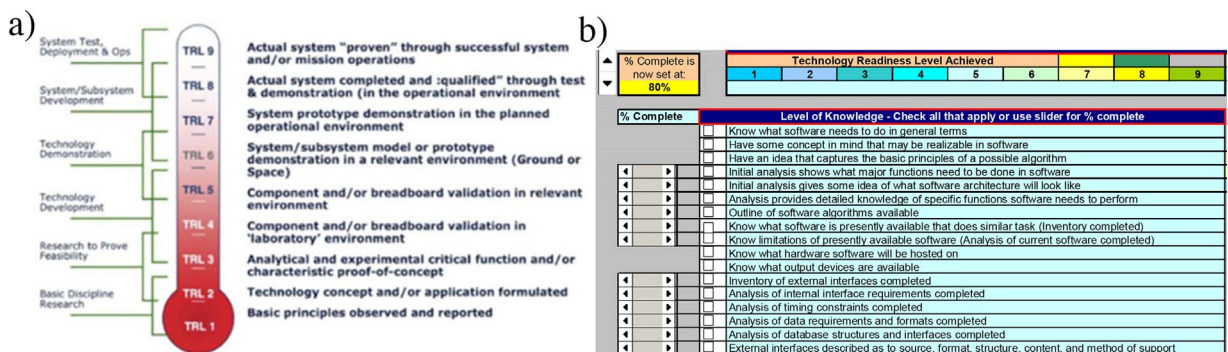 a)
System Test,
Deployment & Ops
System/Subsystem
Development
Technology
Demonstration
Technology
Development
Research to Prove
Feasibility
Basic Discipline
Research
TRL 9
TRL 8
TRL 7
TRL 6
TRL 5
TRL 4
TRL 3
TRL 2
TRL 1
Actual system "proven" through successful system
and/or mission operations
Actual system completed and :qualified" through test
& demonstration (in the operational environment
System prototype demonstration in the planned
operational environment
System/subsystem model or prototype
demonstration in a relevant environment (Ground or
Space)
Component and/or breadboard validation in relevant
environment
Component and/or breadboard validation in
'laboratory' environment
Analytical and experimental critical function and/or
characteristic proof-of-concept
Technology concept and/or application formulated
Basic principles observed and reported
b)
% Complete is
now set at:
80%
Technology Readiness Level Achieved
1 2 3 4 5 6 7 8 9
% Complete
Level of Knowledge - Check all that apply or use slider for % complete
Know what software needs to do in general terms
Have some concept in mind that may be realizable in software
Have an idea that captures the basic principles of a possible algorithm
Initial analysis shows what major functions need to be done in software
Initial analysis gives some idea of what software architecture will look like
Analysis provides detailed knowledge of specific functions software needs to perform
Outline of software algorithms available
Know what software is presently available that does similar task (Inventory completed)
Know limitations of presently available software (Analysis of current software completed)
Know what hardware software will be hosted on
Know what output devices are available
Inventory of external interfaces completed
Analysis of internal interface requirements completed
Analysis of timing constraints completed
Analysis of data requirements and formats completed
Analysis of database structures and interfaces completed
External interfaces described as to source, format, structure, content, and method of support